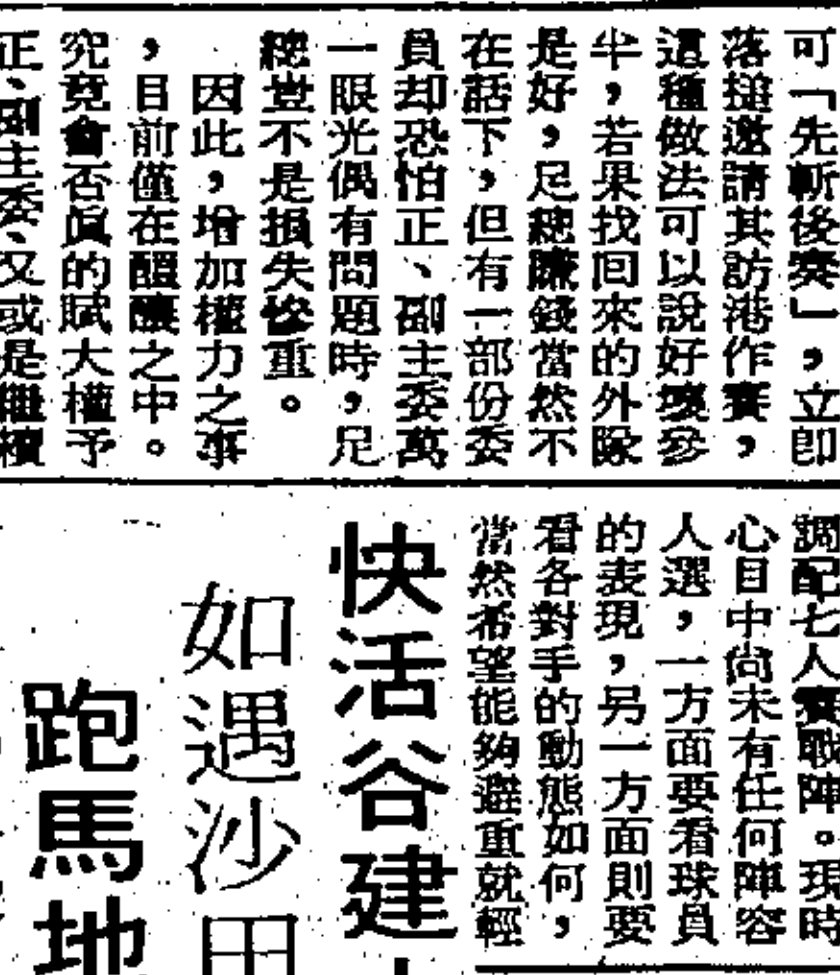 可「先斬後賽」，立即
落搥邀請其訪港作賽，
這種做法可以說好壞參
半，若果找回來的外隊
是好，足總賺錢當然不
在話下，但有一部份委
員却恐怕正、副主委萬
一眼光偶有問題時，足
總豈不是損失慘重。
因此，增加權力之事
，目前僅在醞釀之中。
究竟會否眞的賦大權予
正、副主委、又或是繼續
調配七人賽戰陣。現時
心目中尚未有任何陣容
人選，一方面要看球員
的表現，另一方面則要
看各對手的動態如何，
當然希望能夠避重就輕
快活谷建
如遇沙田
跑馬地